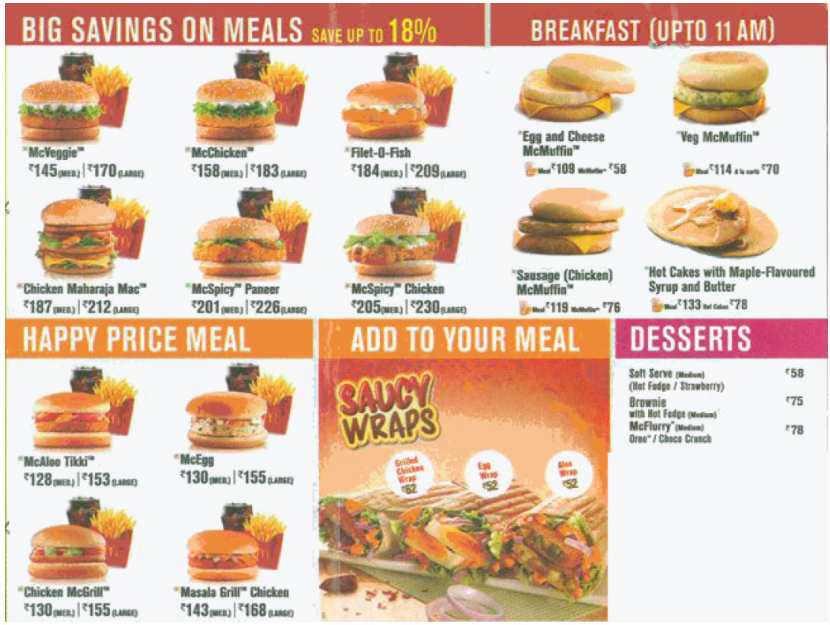 BIG SAVINGS ON MEALS SAVE UP TO 18%
McVeggie™
₹145 (MED.) | ₹170 (LARGE)
McChicken™
₹158 (MED.) | ₹183 (LARGE)
Filet-O-Fish
₹184 (MED.) | ₹209 (LARGE)
Chicken Maharaja Mac™
₹187 (MED.) | ₹212 (LARGE)
McSpicy™ Paneer
₹201 (MED.) | ₹226 (LARGE)
McSpicy™ Chicken
₹205 (MED.) | ₹230 (LARGE)
BREAKFAST (UPTO 11 AM)
Egg and Cheese
McMuffin™
Meal ₹109 McMuffin™ ₹58
Veg McMuffin™
Meal ₹114 A la carte ₹70
Sausage (Chicken)
McMuffin™
Meal ₹119 McMuffin™ ₹76
Hot Cakes with Maple-Flavoured
Syrup and Butter
Meal ₹133 Hot Cakes ₹78
HAPPY PRICE MEAL
McAloo Tikki™
₹128 (MED.) | ₹153 (LARGE)
McEgg
₹130 (MED.) | ₹155 (LARGE)
Chicken McGrill™
₹130 (MED.) | ₹155 (LARGE)
Masala Grill™ Chicken
₹143 (MED.) | ₹168 (LARGE)
ADD TO YOUR MEAL
SAUCY
WRAPS
Grilled
Chicken
Wrap
₹62
Egg
Wrap
₹52
Aloo
Wrap
₹52
DESSERTS
Soft Serve (Medium) ₹58
(Hot Fudge / Strawberry)
Brownie ₹75
with Hot Fudge (Medium)
McFlurry™ (Medium) ₹78
Oreo® / Choco Crunch